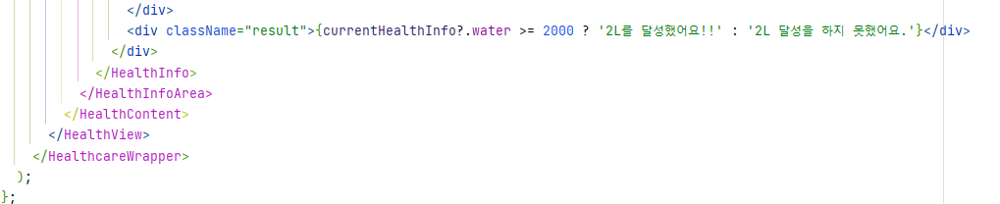 </div>
<div className="result">{currentHealthInfo?.water >= 2000 ? '2L를 달성했어요!!' : '2L 달성을 하지 못했어요.'}</div>
</div>
</HealthInfo>
</HealthInfoArea>
</HealthContent>
</HealthView>
</HealthcareWrapper>
);
};